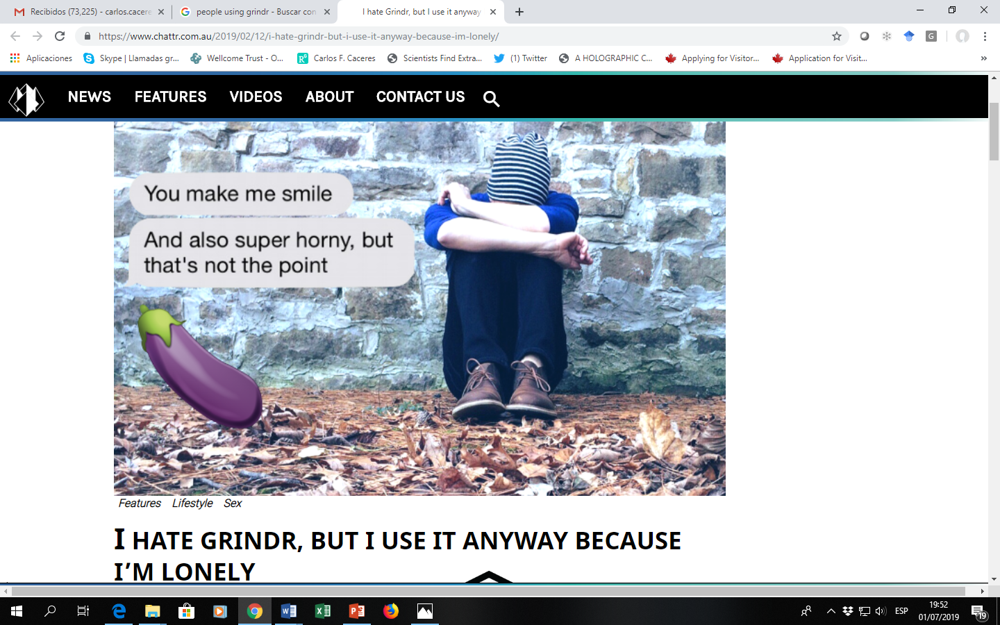 Recibidos (73,225) - carlos.cacere
people using grindr - Buscar con
I hate Grindr, but I use it anyway
https://www.chattr.com.au/2019/02/12/i-hate-grindr-but-i-use-it-anyway-because-im-lonely/
Aplicaciones
Skype | Llamadas gr...
Wellcome Trust - O...
Carlos F. Caceres
Scientists Find Extra...
(1) Twitter
A HOLOGRAPHIC C...
Applying for Visitor...
Application for Visit...
»
NEWS FEATURES VIDEOS ABOUT CONTACT US
You make me smile
And also super horny, but
that's not the point
Features Lifestyle Sex
I HATE GRINDR, BUT I USE IT ANYWAY BECAUSE
I'M LONELY
ESP
19:52
01/07/2019
19